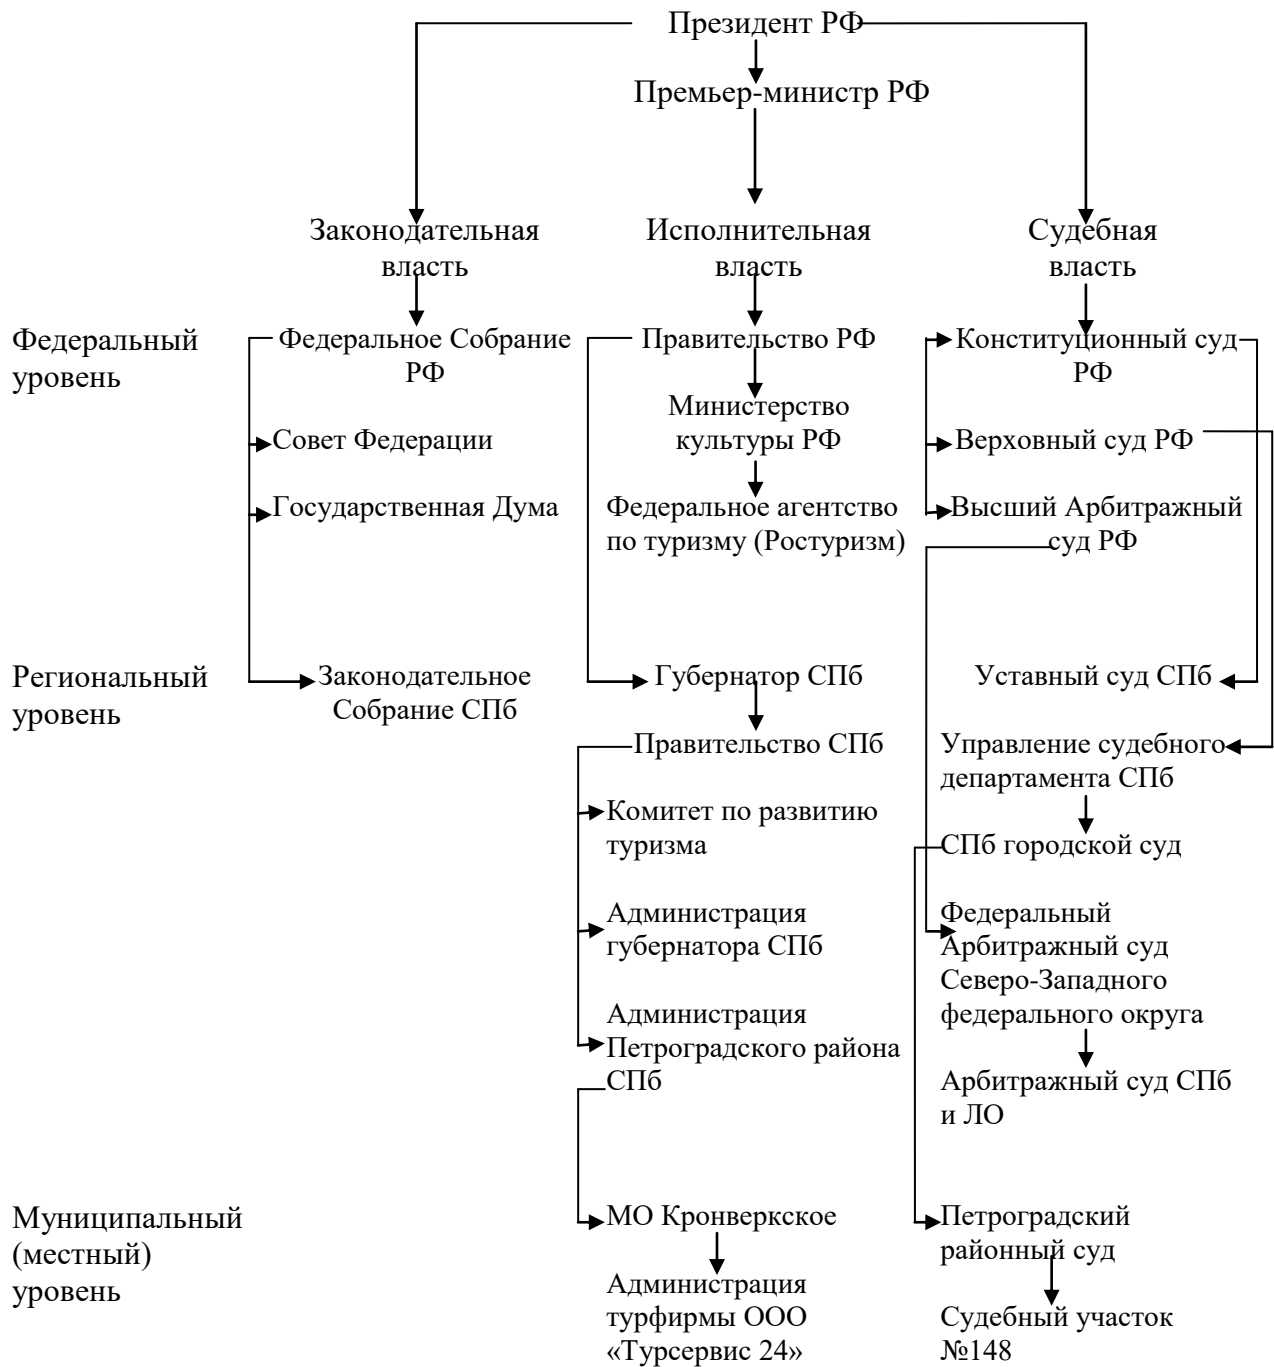 Президент РФ
Премьер-министр РФ
Законодательная
власть
Исполнительная
власть
Судебная
власть
Федеральный
уровень
Федеральное Собрание
РФ
Совет Федерации
Государственная Дума
Правительство РФ
Министерство
культуры РФ
Федеральное агентство
по туризму (Ростуризм)
Конституционный суд
РФ
Верховный суд РФ
Высший Арбитражный
суд РФ
Региональный
уровень
Законодательное
Собрание СПб
Губернатор СПб
Правительство СПб
Комитет по развитию
туризма
Администрация
губернатора СПб
Администрация
Петроградского района
СПб
Уставный суд СПб
Управление судебного
департамента СПб
СПб городской суд
Федеральный
Арбитражный суд
Северо-Западного
федерального округа
Арбитражный суд СПб
и ЛО
Муниципальный
(местный)
уровень
МО Кронверкское
Администрация
турфирмы ООО
«Турсервис 24»
Петроградский
районный суд
Судебный участок
№148